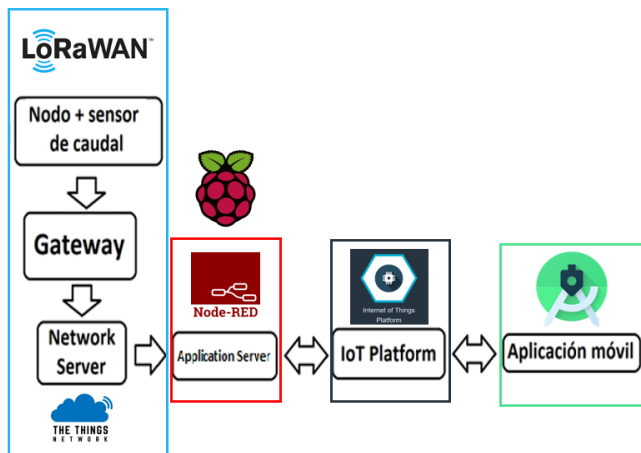 LoRaWAN™
Nodo + sensor
de caudal
Gateway
Network
Server
THE THINGS
NETWORK
Node-RED
Application Server
Internet of Things
Platform
IoT Platform
Aplicación móvil